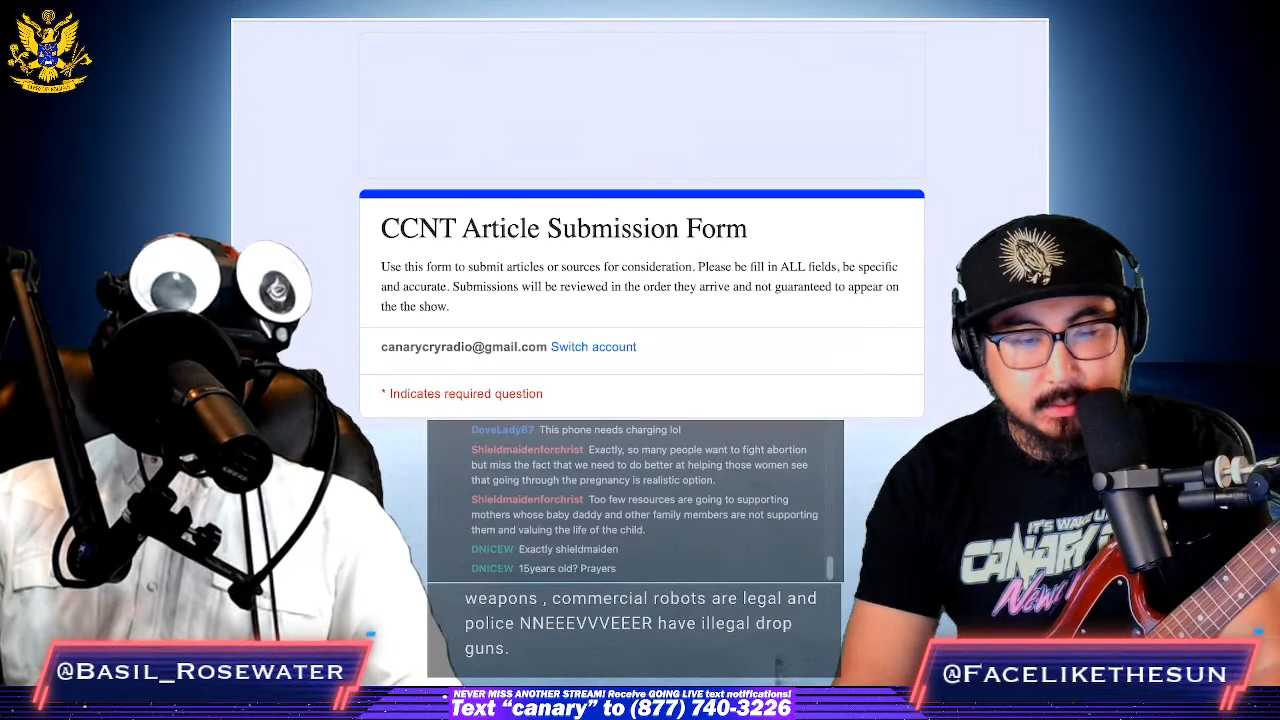 CCNT Article Submission Form
Use this form to submit articles or sources for consideration. Please be fill in ALL fields, be specific
and accurate. Submissions will be reviewed in the order they arrive and not guaranteed to appear on
the the show.
canarycryradio@gmail.com Switch account
* Indicates required question
DoveLady87 This phone needs charging lol
Shieldmaidenforchrist Exactly, so many people want to fight abortion
but miss the fact that we need to do better at helping those women see
that going through the pregnancy is realistic option.
Shieldmaidenforchrist Too few resources are going to supporting
mothers whose baby daddy and other family members are not supporting
them and valuing the life of the child.
DNICEW Exactly shieldmaiden
DNICEW 15years old? Prayers
weapons , commercial robots are legal and
police NNEEEVVVEEER have illegal drop
guns.
IT'S WAKE UP
CANARY
News
@Basil_Rosewater
@Facelikethesun
NEVER MISS ANOTHER STREAM! Receive GOING LIVE text notifications!
Text "canary" to (877) 740-3226